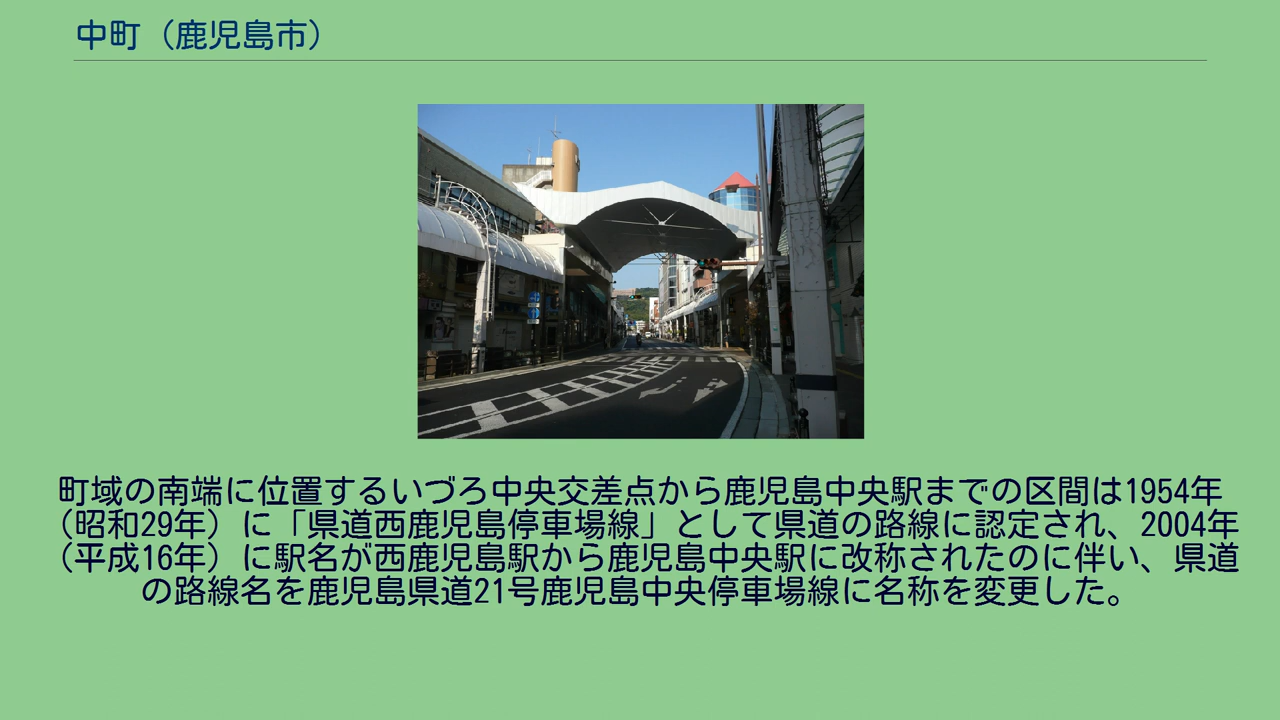 中町（鹿児島市）
町域の南端に位置するいづろ中央交差点から鹿児島中央駅までの区間は1954年
（昭和29年）に「県道西鹿児島停車場線」として県道の路線に認定され、2004年
（平成16年）に駅名が西鹿児島駅から鹿児島中央駅に改称されたのに伴い、県道
の路線名を鹿児島県道21号鹿児島中央停車場線に名称を変更した。